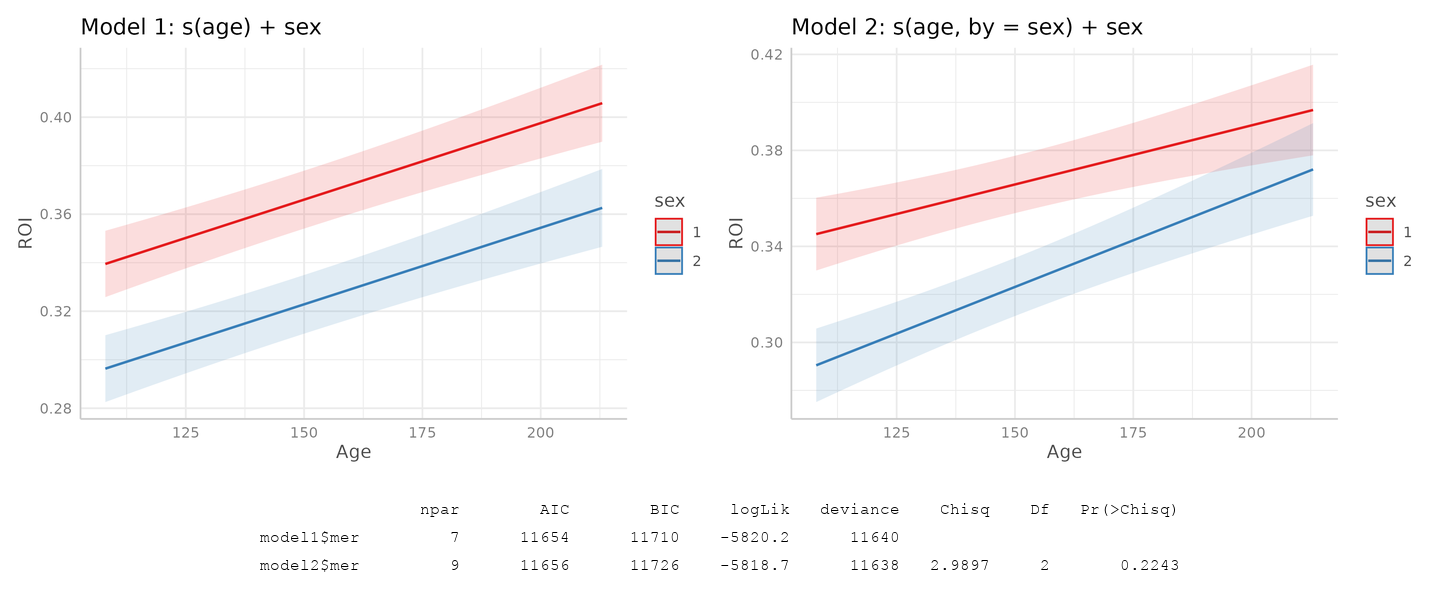 Model 1: s(age) + sex
ROI
0.40
0.36
0.32
0.28
125 150 175 200
Age
sex
1
2
Model 2: s(age, by = sex) + sex
ROI
0.42
0.38
0.34
0.30
125 150 175 200
Age
sex
1
2
npar AIC BIC logLik deviance Chisq Df Pr(>Chisq)
model1$mer 7 11654 11710 -5820.2 11640
model2$mer 9 11656 11726 -5818.7 11638 2.9897 2 0.2243